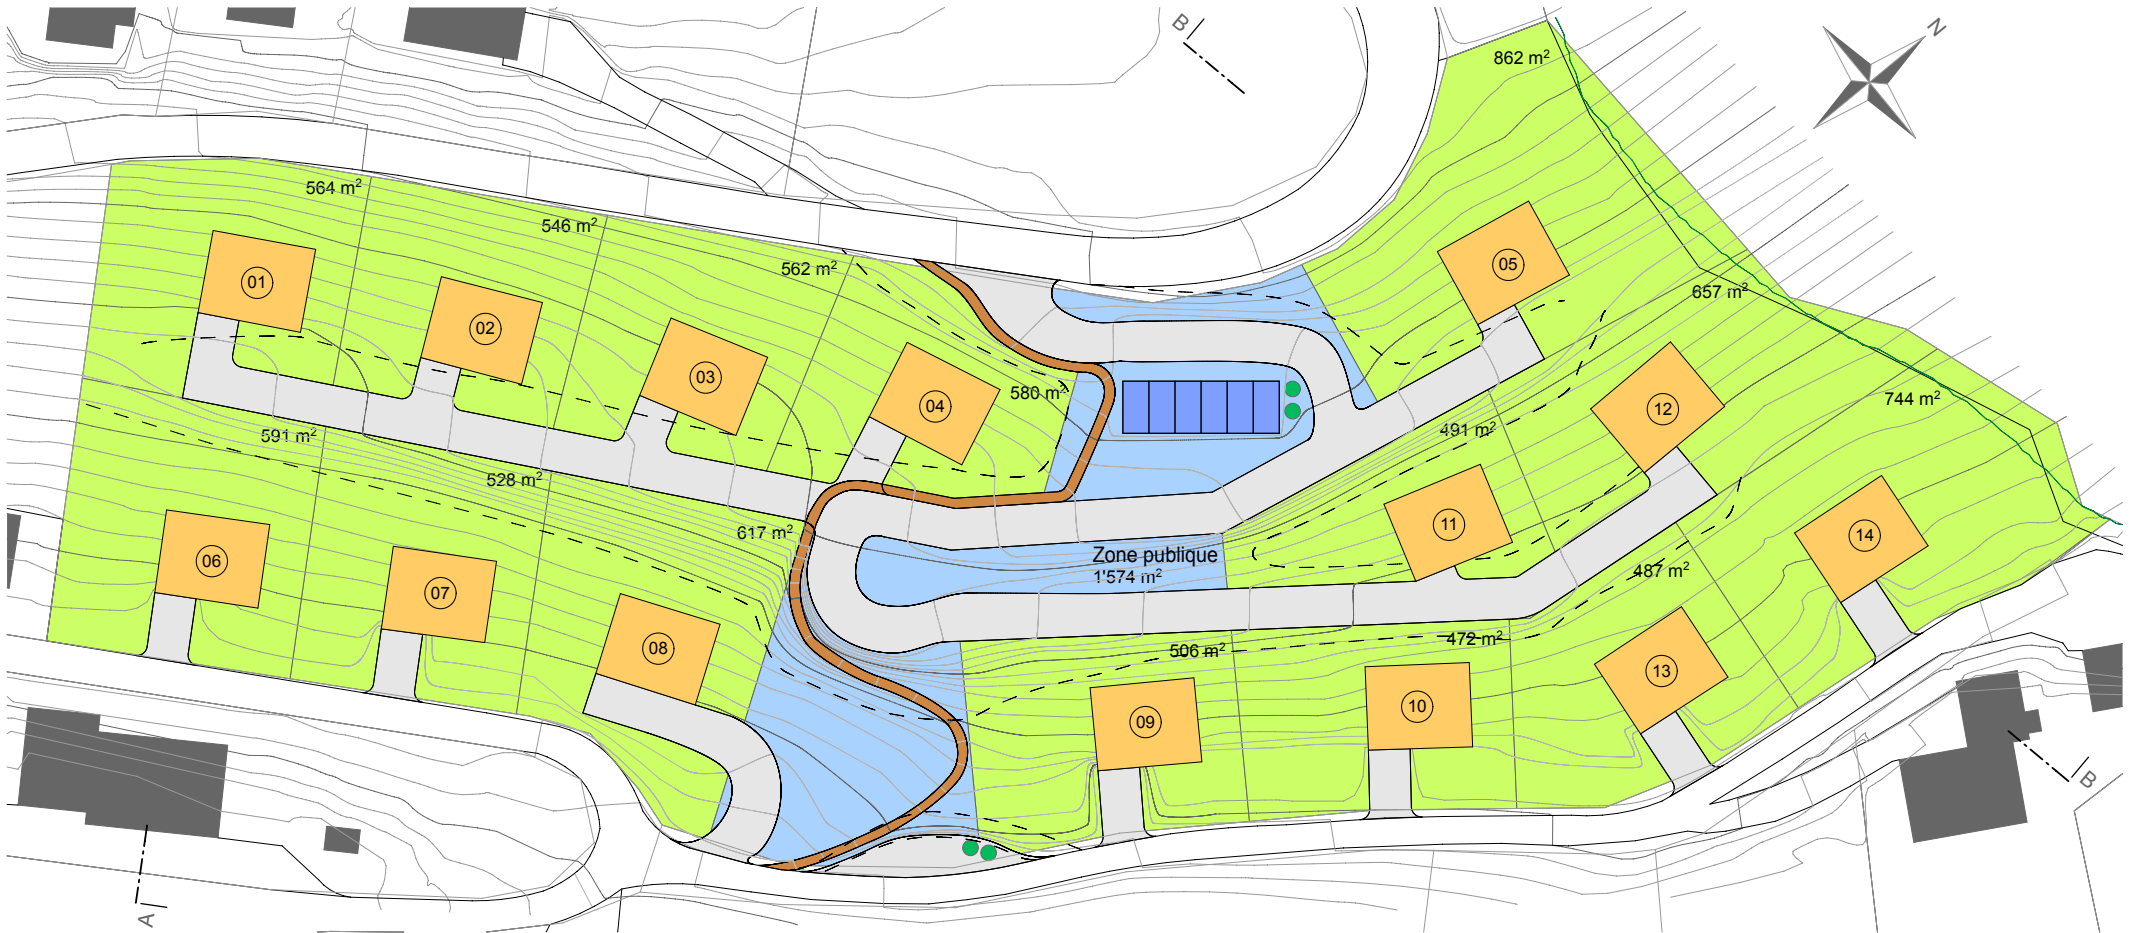 B
N
862 m²
564 m²
546 m²
562 m²
01
02
03
04
05
580 m²
657 m²
744 m²
591 m²
528 m²
617 m²
491 m²
12
11
14
Zone publique
1'574 m²
487 m²
06
07
08
506 m²
472 m²
09
10
13
A
B